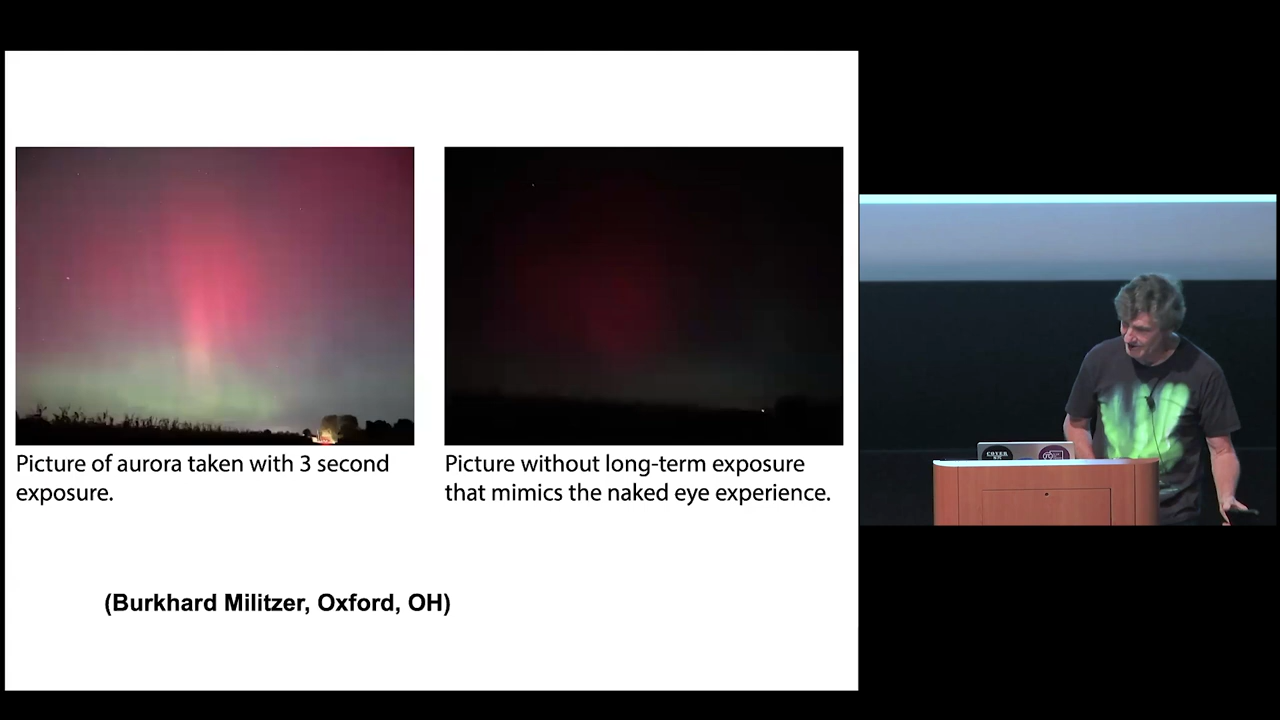 Picture of aurora taken with 3 second
exposure.
Picture without long-term exposure
that mimics the naked eye experience.
(Burkhard Militzer, Oxford, OH)